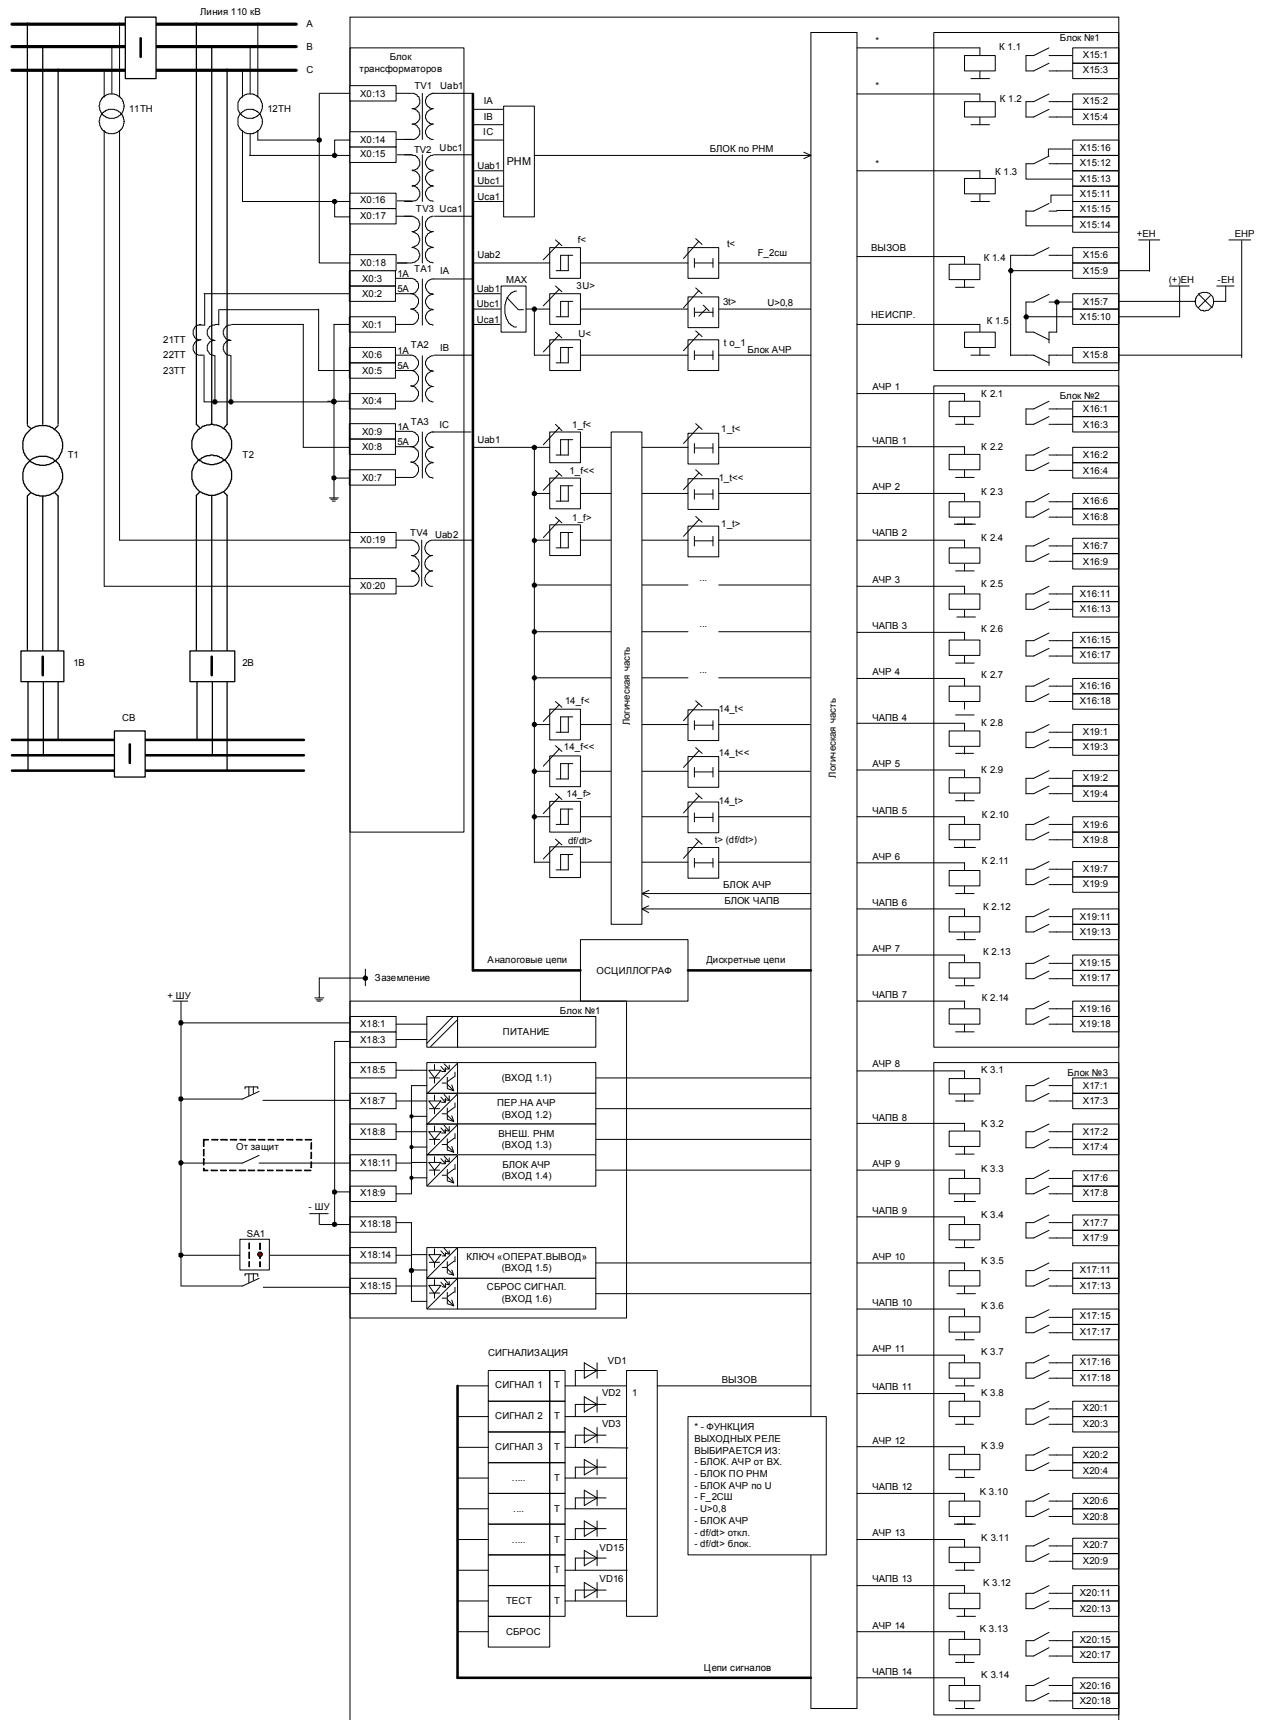 Линия 110 кВ
A
B
C
11ТН
12ТН
21ТТ
22ТТ
23ТТ
Т1
Т2
1В
2В
СВ
Блок
трансформаторов
X0:13
X0:14
X0:15
X0:16
X0:17
X0:18
X0:3
X0:2
X0:1
X0:6
X0:5
X0:4
X0:9
X0:8
X0:7
X0:19
X0:20
TV1
Uab1
TV2
Ubc1
TV3
Uca1
TA1
IA
1A
5A
TA2
IB
1A
5A
TA3
IC
1A
5A
TV4
Uab2
IA
IB
IC
Uab1
Ubc1
Uca1
РНМ
БЛОК по РНМ
Uab2
f<
t<
F_2сш
Uab1
Ubc1
Uca1
MAX
3U>
3t>
U>0,8
U<
t о_1
Блок АЧР
Uab1
1_f<
1_t<
1_f<<
1_t<<
1_f>
1_t>
...
...
...
14_f<
14_t<
14_f<<
14_t<<
14_f>
14_t>
df/dt>
t> (df/dt>)
Логическая часть
БЛОК АЧР
БЛОК ЧАПВ
Аналоговые цепи
ОСЦИЛЛОГРАФ
Дискретные цепи
Логическая часть
Заземление
+ ШУ
- ШУ
От защит
SA1
Блок №1
X18:1
X18:3
X18:5
X18:7
X18:8
X18:11
X18:9
X18:18
X18:14
X18:15
ПИТАНИЕ
(ВХОД 1.1)
ПЕР.НА АЧР
(ВХОД 1.2)
ВНЕШ. РНМ
(ВХОД 1.3)
БЛОК АЧР
(ВХОД 1.4)
КЛЮЧ «ОПЕРАТ.ВЫВОД»
(ВХОД 1.5)
СБРОС СИГНАЛ.
(ВХОД 1.6)
СИГНАЛИЗАЦИЯ
СИГНАЛ 1
T
VD1
СИГНАЛ 2
T
VD2
СИГНАЛ 3
T
VD3
.....
T
....
T
.....
T
T
VD15
ТЕСТ
T
VD16
СБРОС
1
ВЫЗОВ
Цепи сигналов
* - ФУНКЦИЯ
ВЫХОДНЫХ РЕЛЕ
ВЫБИРАЕТСЯ ИЗ:
- БЛОК. АЧР от ВХ.
- БЛОК ПО РНМ
- БЛОК АЧР по U
- F_2СШ
- U>0,8
- БЛОК АЧР
- df/dt> откл.
- df/dt> блок.
Блок №1
*
К 1.1
X15:1
X15:3
*
К 1.2
X15:2
X15:4
*
К 1.3
X15:16
X15:12
X15:13
X15:11
X15:15
X15:14
ВЫЗОВ
К 1.4
X15:6
X15:9
НЕИСПР.
К 1.5
X15:7
X15:10
X15:8
+EH
EHP
(+)EH
-EH
Блок №2
АЧР 1
К 2.1
X16:1
X16:3
ЧАПВ 1
К 2.2
X16:2
X16:4
АЧР 2
К 2.3
X16:6
X16:8
ЧАПВ 2
К 2.4
X16:7
X16:9
АЧР 3
К 2.5
X16:11
X16:13
ЧАПВ 3
К 2.6
X16:15
X16:17
АЧР 4
К 2.7
X16:16
X16:18
ЧАПВ 4
К 2.8
X19:1
X19:3
АЧР 5
К 2.9
X19:2
X19:4
ЧАПВ 5
К 2.10
X19:6
X19:8
АЧР 6
К 2.11
X19:7
X19:9
ЧАПВ 6
К 2.12
X19:11
X19:13
АЧР 7
К 2.13
X19:15
X19:17
ЧАПВ 7
К 2.14
X19:16
X19:18
Блок №3
АЧР 8
К 3.1
X17:1
X17:3
ЧАПВ 8
К 3.2
X17:2
X17:4
АЧР 9
К 3.3
X17:6
X17:8
ЧАПВ 9
К 3.4
X17:7
X17:9
АЧР 10
К 3.5
X17:11
X17:13
ЧАПВ 10
К 3.6
X17:15
X17:17
АЧР 11
К 3.7
X17:16
X17:18
ЧАПВ 11
К 3.8
X20:1
X20:3
АЧР 12
К 3.9
X20:2
X20:4
ЧАПВ 12
К 3.10
X20:6
X20:8
АЧР 13
К 3.11
X20:7
X20:9
ЧАПВ 13
К 3.12
X20:11
X20:13
АЧР 14
К 3.13
X20:15
X20:17
ЧАПВ 14
К 3.14
X20:16
X20:18